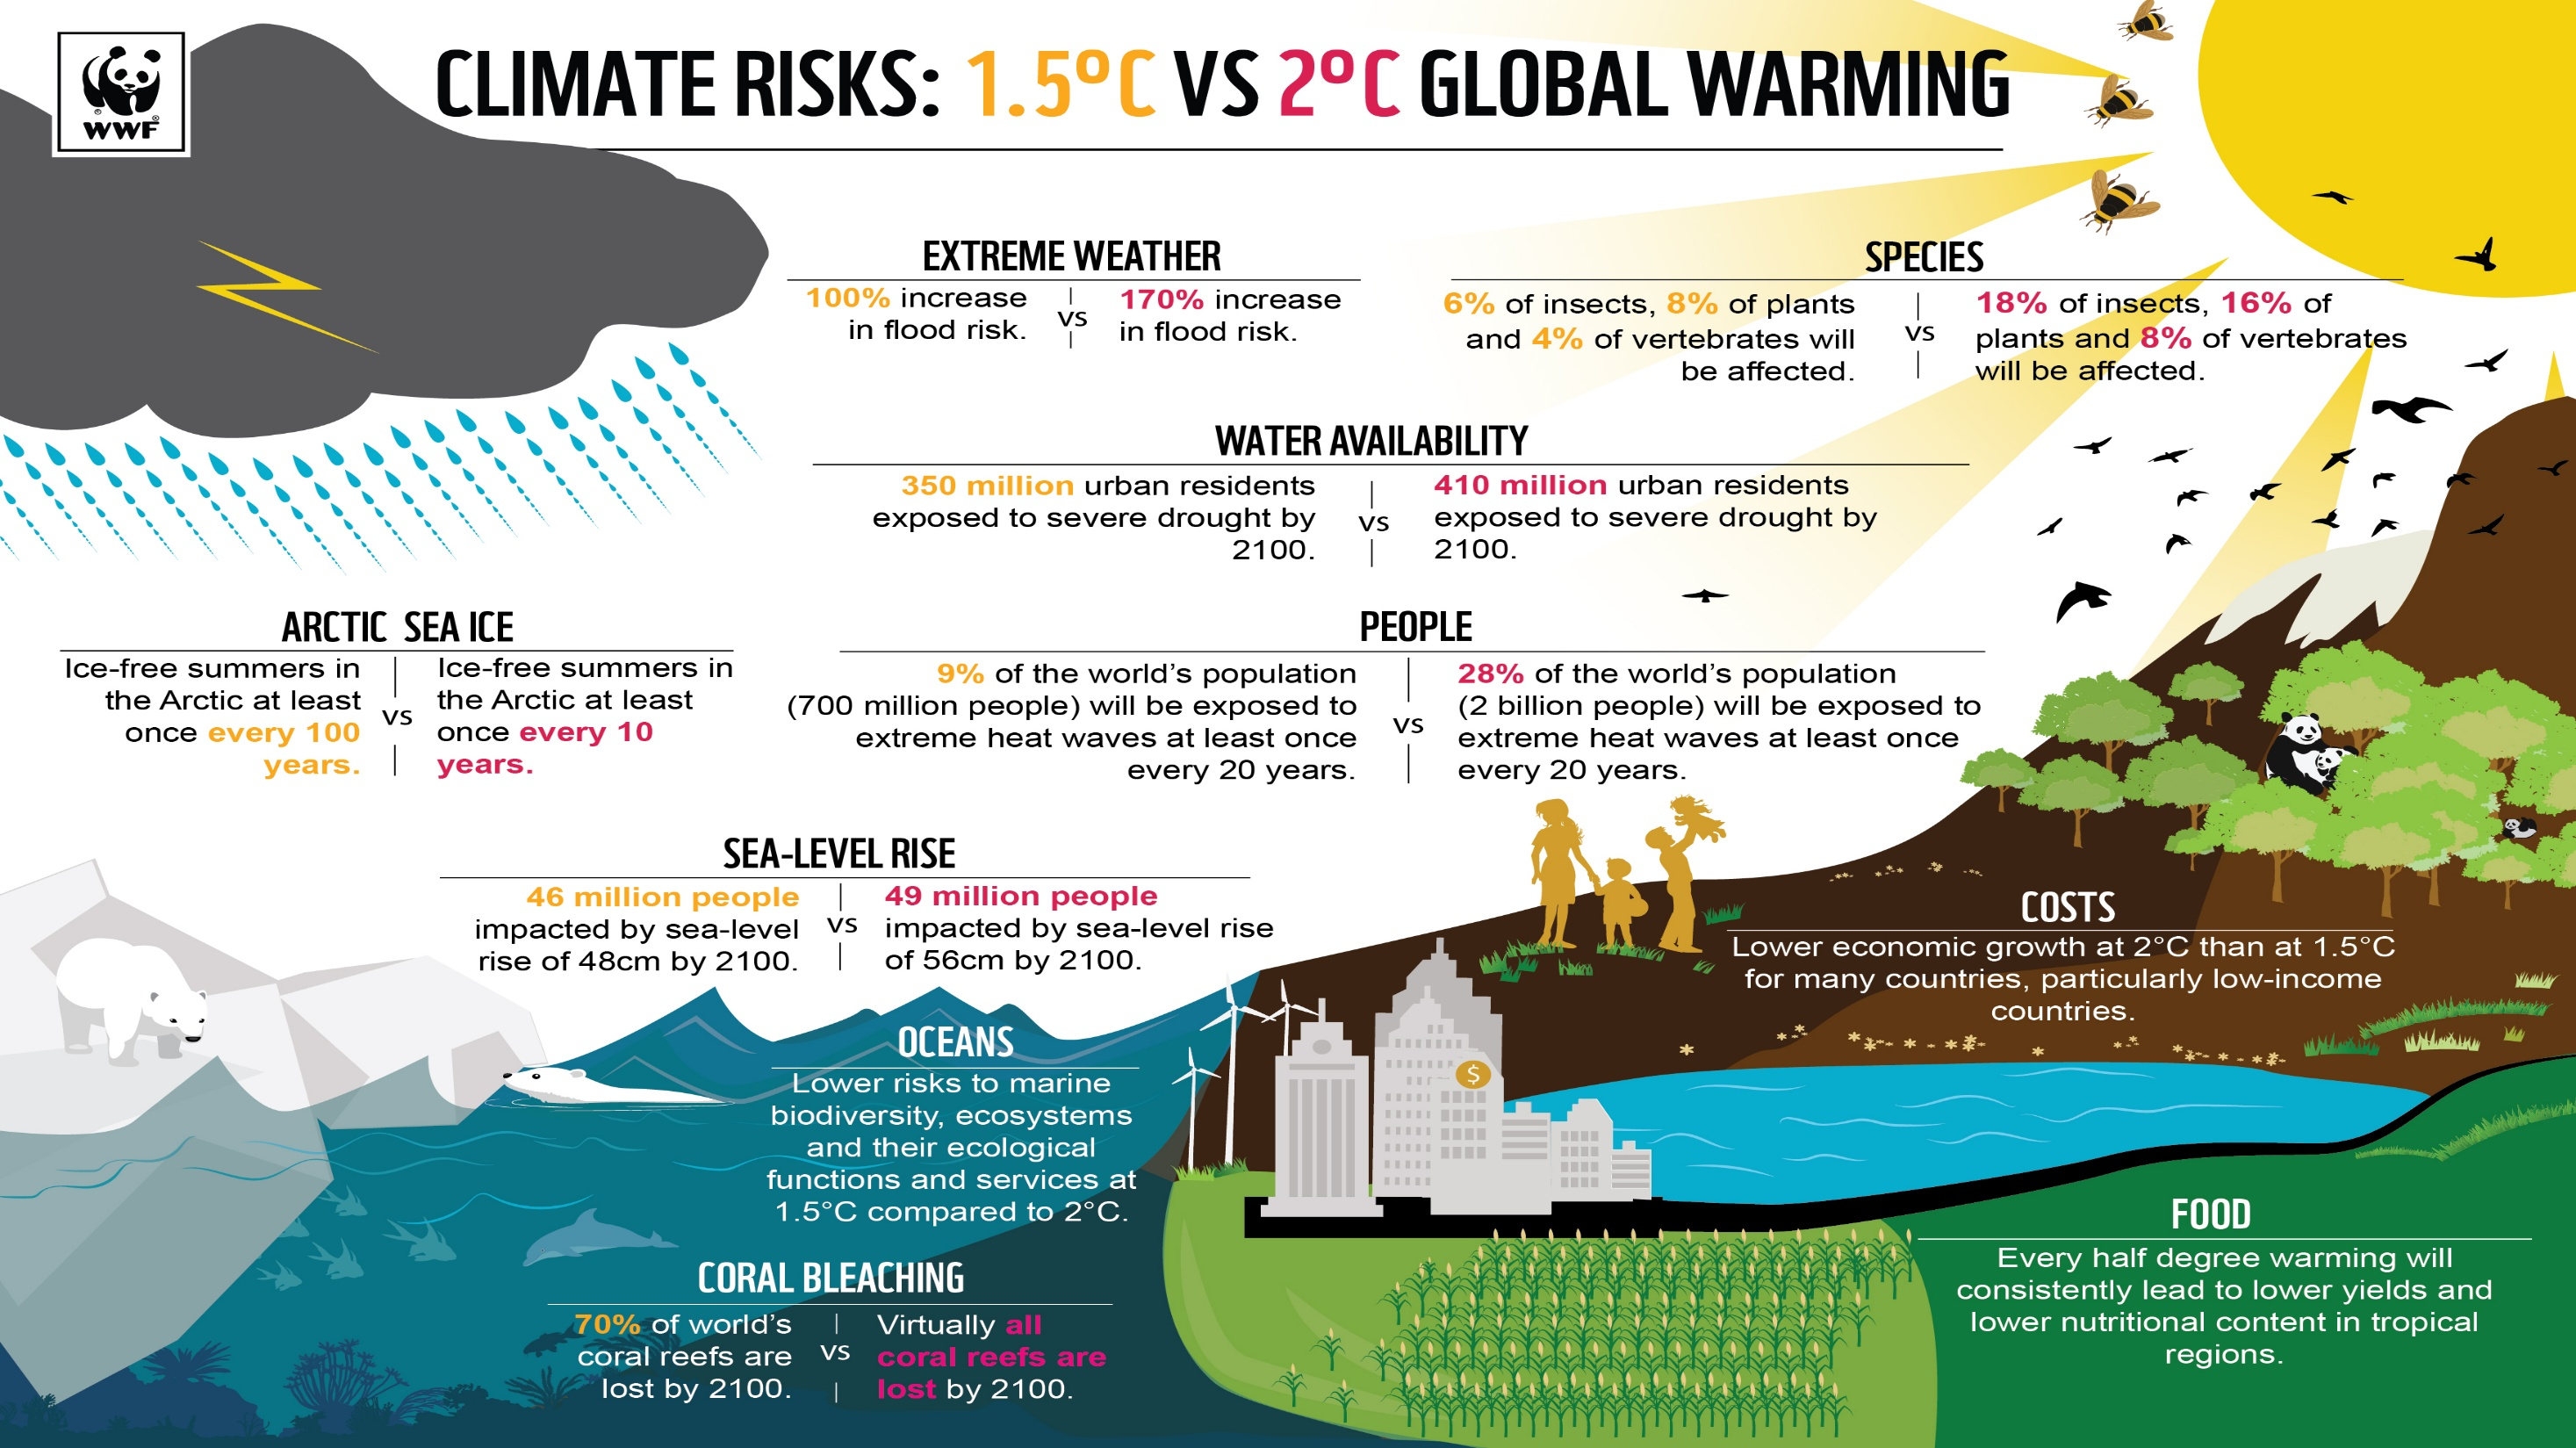 WWF
CLIMATE RISKS: 1.5ºC VS 2ºC GLOBAL WARMING
EXTREME WEATHER
100% increase
in flood risk.
vs
170% increase
in flood risk.
SPECIES
6% of insects, 8% of plants
and 4% of vertebrates will
be affected.
vs
18% of insects, 16% of
plants and 8% of vertebrates
will be affected.
WATER AVAILABILITY
350 million urban residents
exposed to severe drought by
2100.
vs
410 million urban residents
exposed to severe drought by
2100.
ARCTIC SEA ICE
Ice-free summers in
the Arctic at least
once every 100
years.
vs
Ice-free summers in
the Arctic at least
once every 10
years.
PEOPLE
9% of the world’s population
(700 million people) will be exposed to
extreme heat waves at least once
every 20 years.
vs
28% of the world’s population
(2 billion people) will be exposed to
extreme heat waves at least once
every 20 years.
SEA-LEVEL RISE
46 million people
impacted by sea-level
rise of 48cm by 2100.
vs
49 million people
impacted by sea-level rise
of 56cm by 2100.
COSTS
Lower economic growth at 2°C than at 1.5°C
for many countries, particularly low-income
countries.
OCEANS
Lower risks to marine
biodiversity, ecosystems
and their ecological
functions and services at
1.5°C compared to 2°C.
$
CORAL BLEACHING
70% of world’s
coral reefs are
lost by 2100.
vs
Virtually all
coral reefs are
lost by 2100.
FOOD
Every half degree warming will
consistently lead to lower yields and
lower nutritional content in tropical
regions.